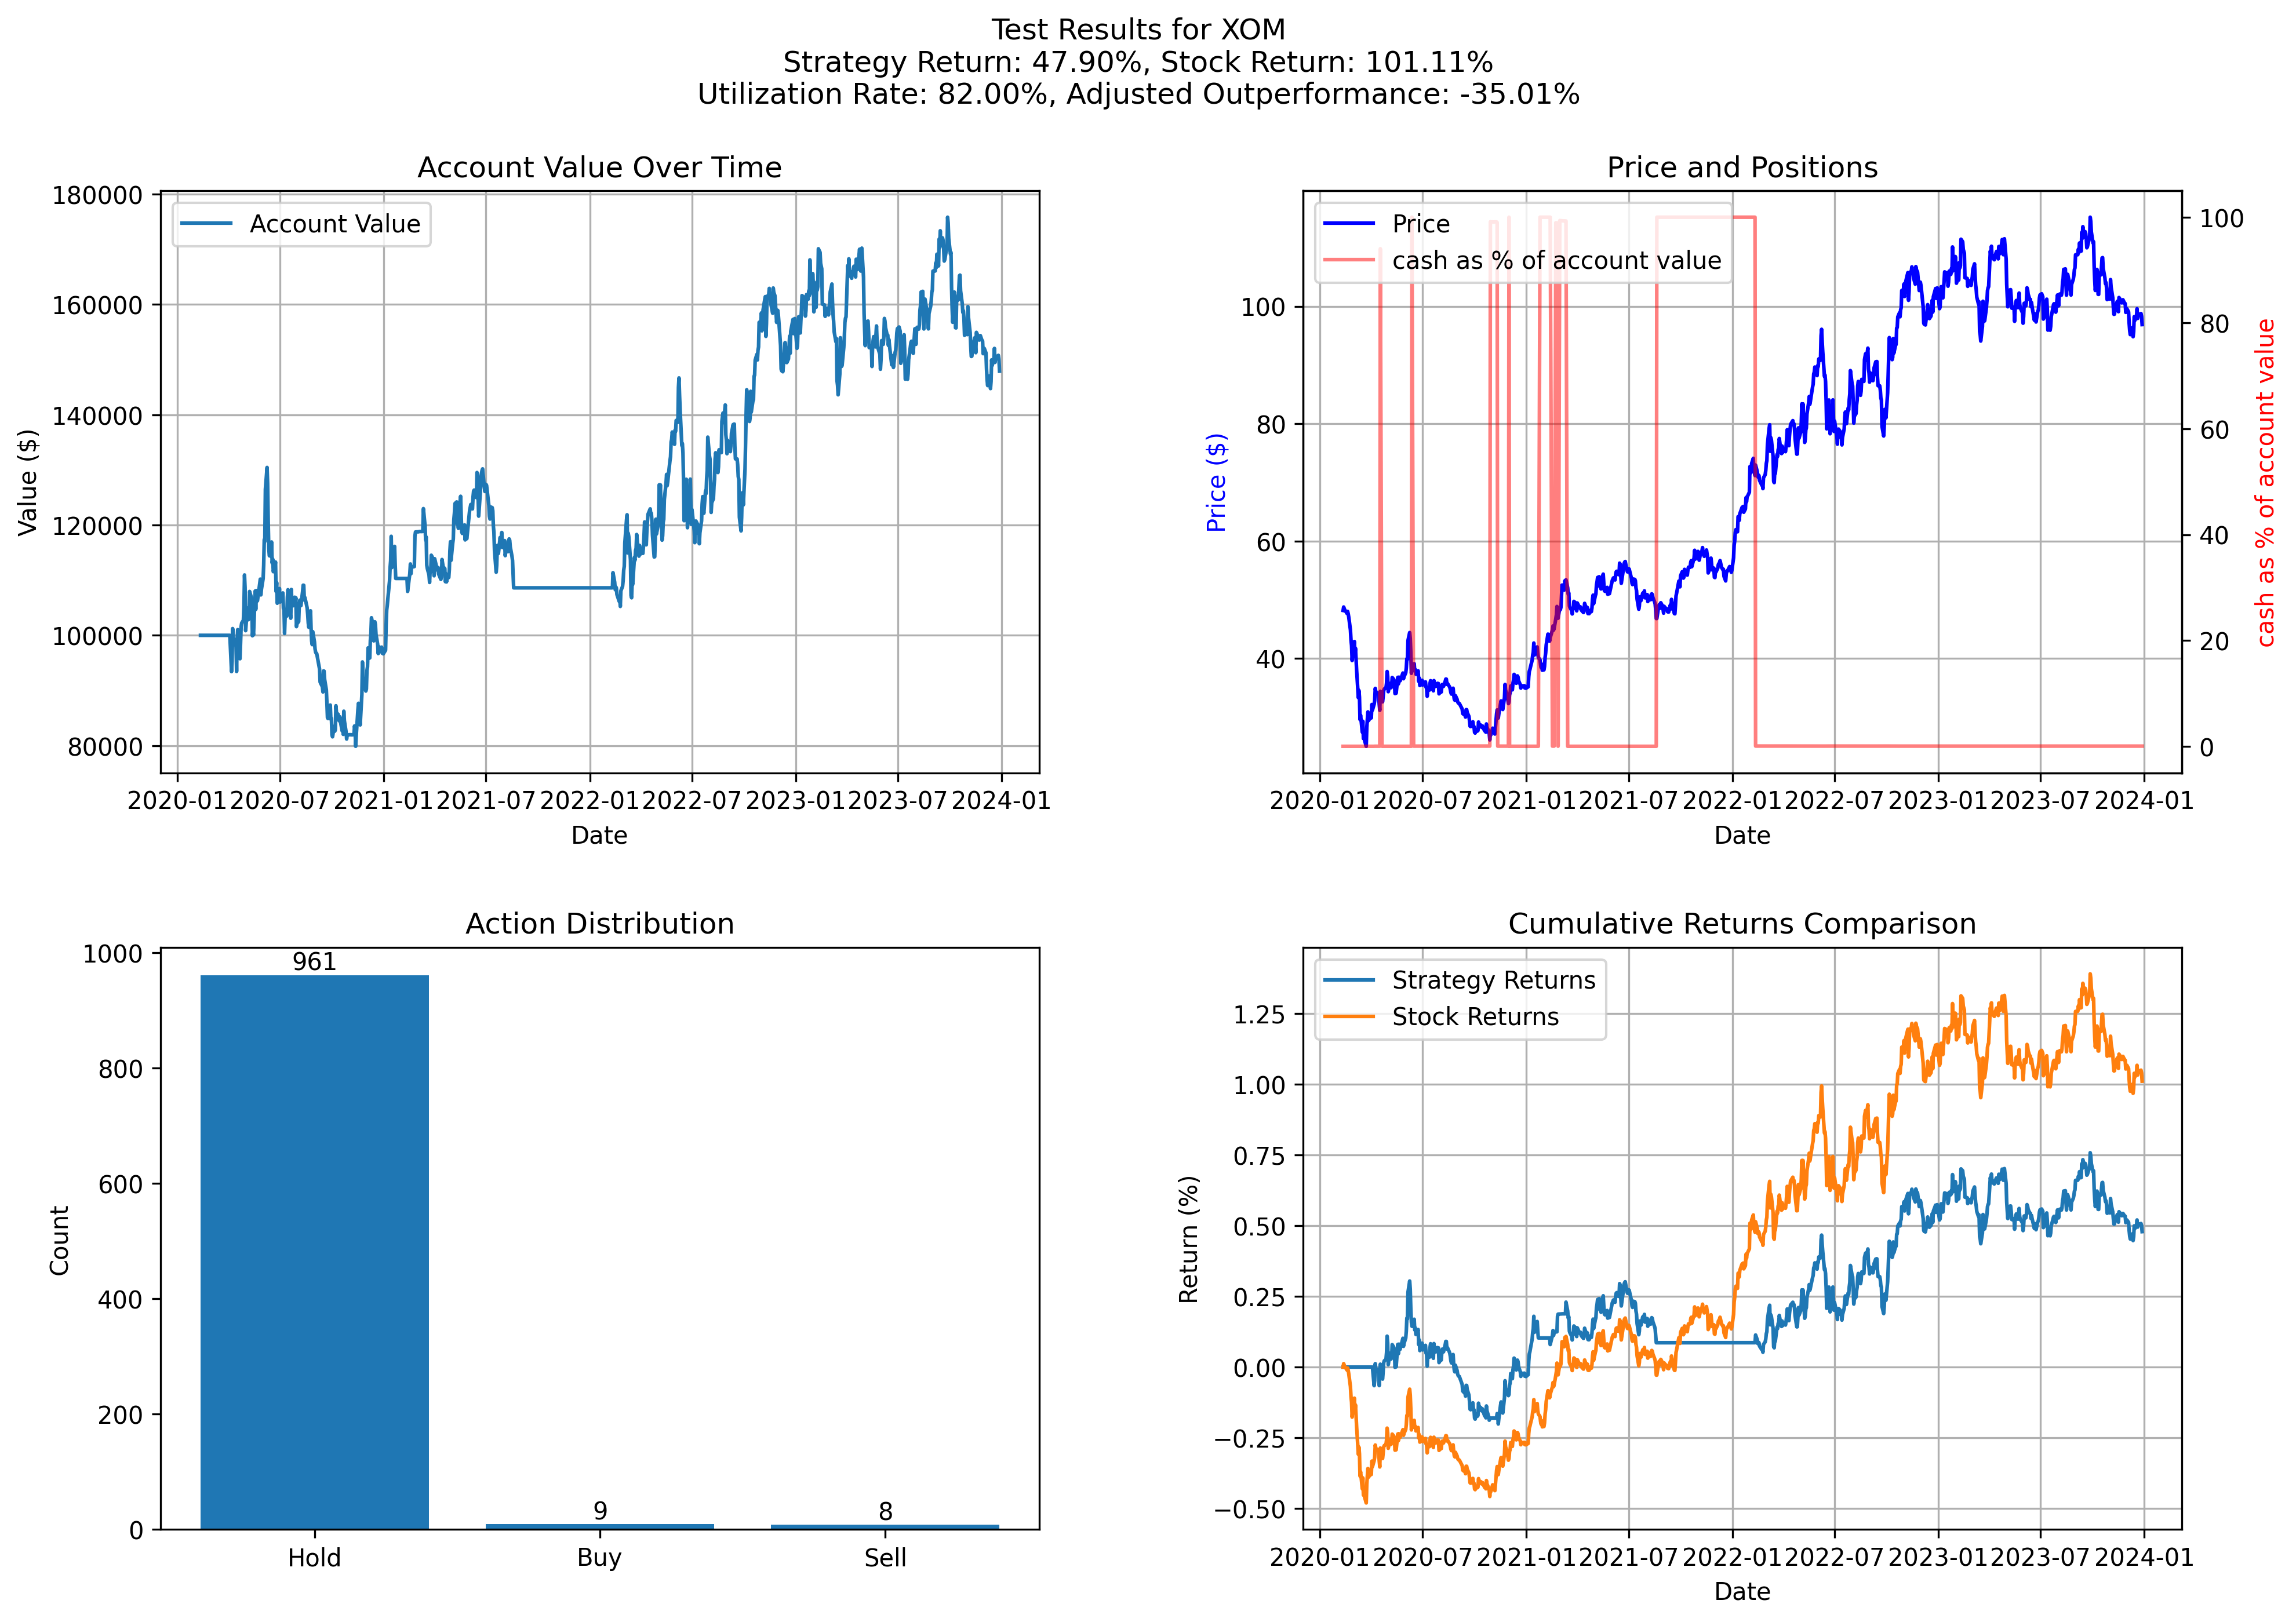 Test Results for XOM
Strategy Return: 47.90%, Stock Return: 101.11%
Utilization Rate: 82.00%, Adjusted Outperformance: -35.01%
Account Value Over Time
Account Value
180000
160000
140000
120000
100000
80000
Value ($)
2020-01 2020-07 2021-01 2021-07 2022-01 2022-07 2023-01 2023-07 2024-01
Date
Price and Positions
Price
cash as % of account value
100
80
60
40
Price ($)
100
80
60
40
20
0
cash as % of account value
2020-01 2020-07 2021-01 2021-07 2022-01 2022-07 2023-01 2023-07 2024-01
Date
Action Distribution
1000
800
600
400
200
0
Count
961
9
8
Hold Buy Sell
Cumulative Returns Comparison
Strategy Returns
Stock Returns
1.25
1.00
0.75
0.50
0.25
0.00
−0.25
−0.50
Return (%)
2020-01 2020-07 2021-01 2021-07 2022-01 2022-07 2023-01 2023-07 2024-01
Date